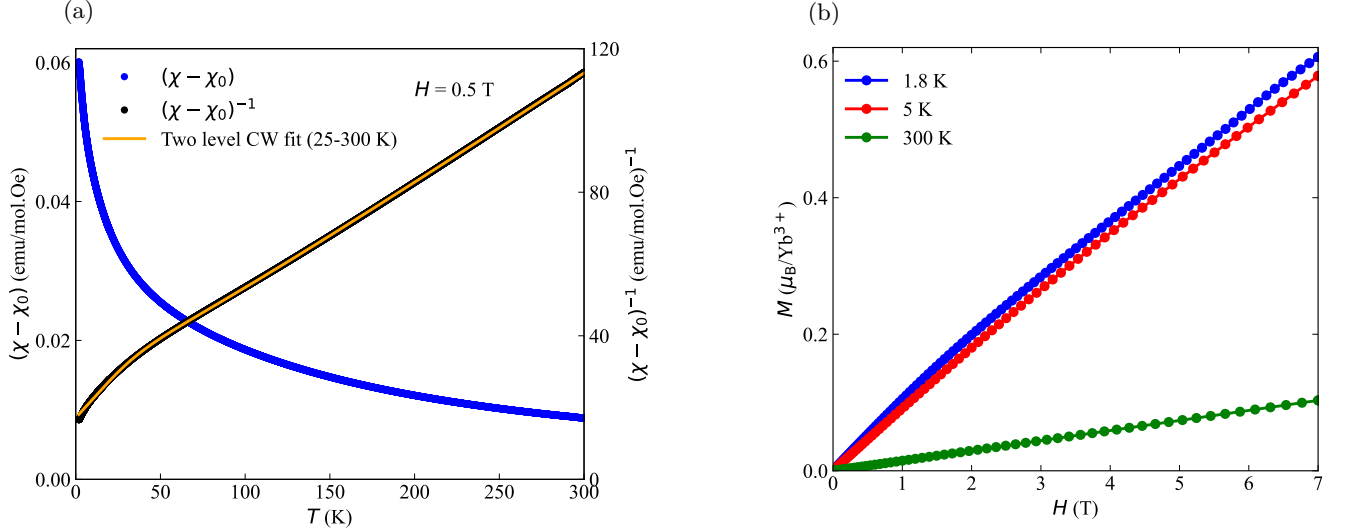 (a)
0.06
0.04
0.02
0.00
(χ − χ₀) (emu/mol.Oe)
(χ − χ₀)
(χ − χ₀)⁻¹
Two level CW fit (25-300 K)
H = 0.5 T
120
80
40
0
(χ − χ₀)⁻¹ (emu/mol.Oe)⁻¹
0 50 100 150 200 250 300
T (K)
(b)
0.6
0.4
0.2
0.0
M (μ_B/Yb³⁺)
1.8 K
5 K
300 K
0 1 2 3 4 5 6 7
H (T)